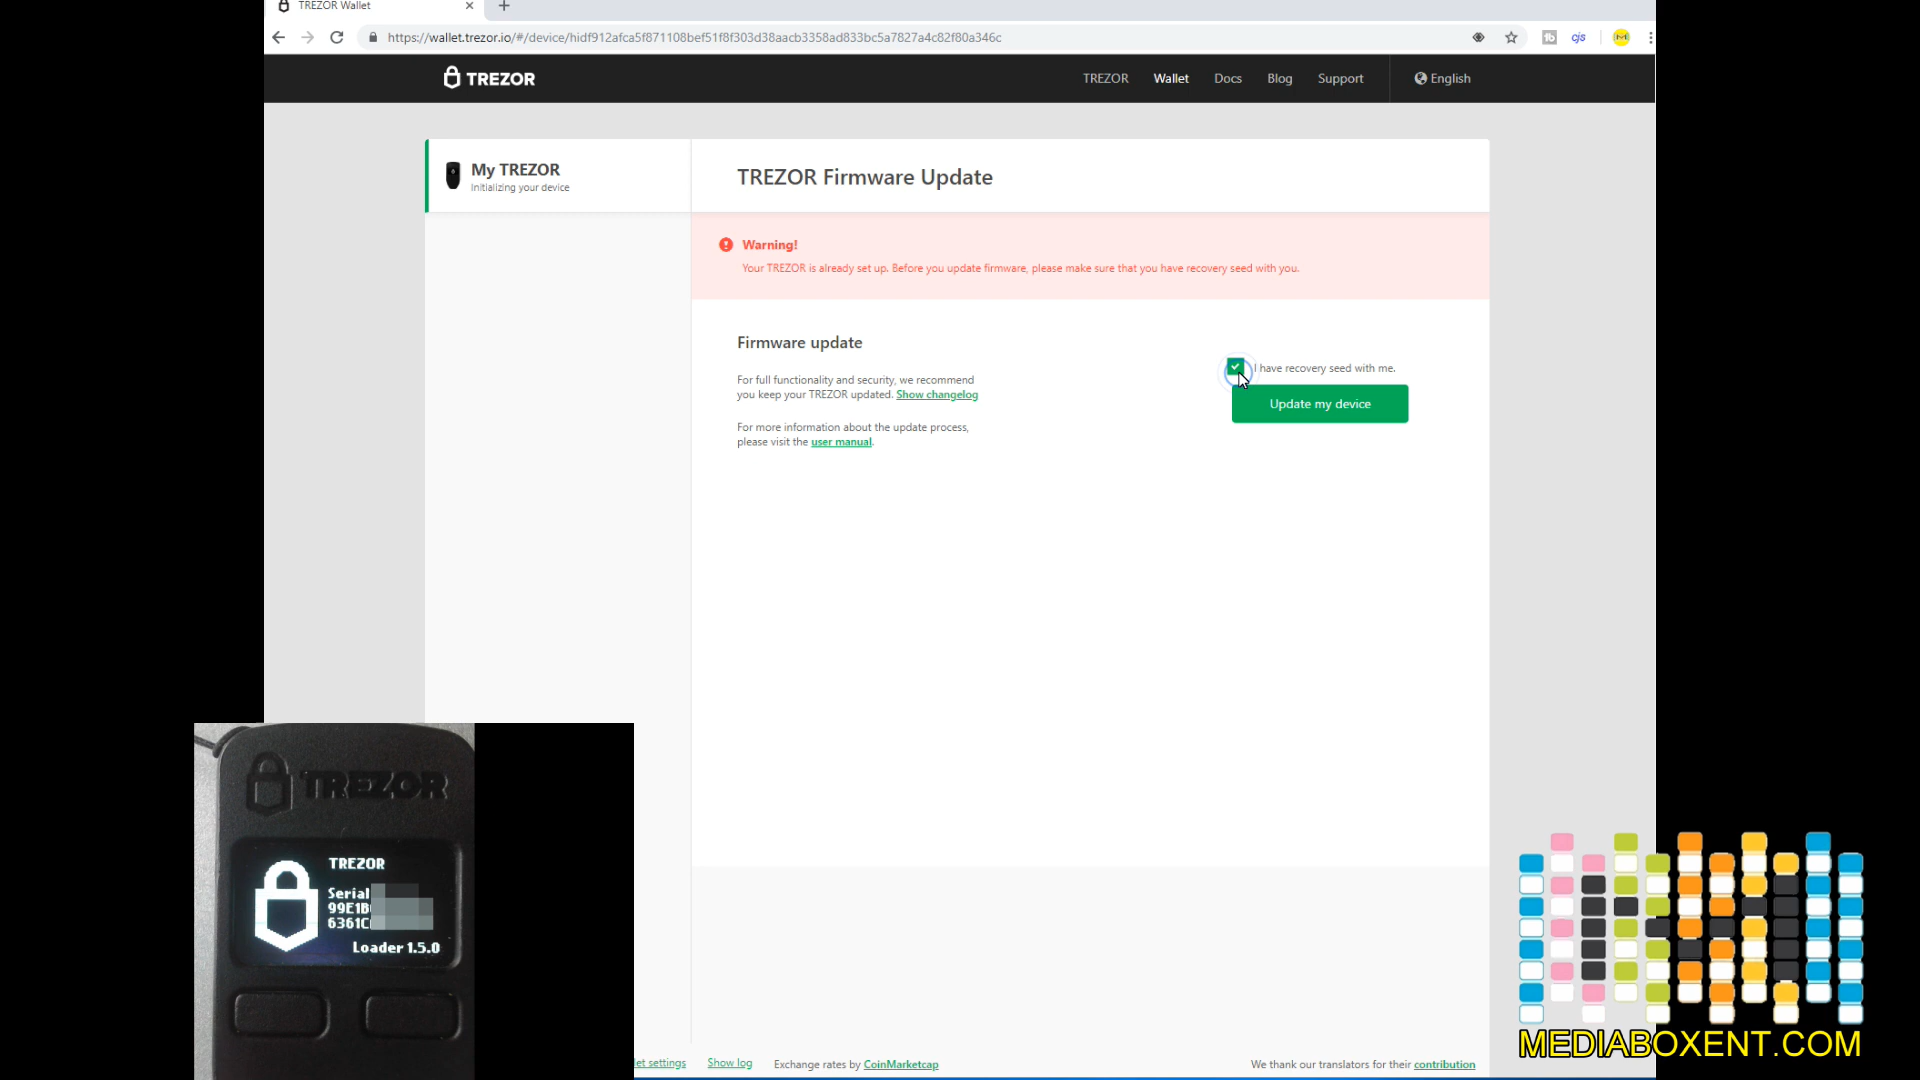 TREZOR Wallet
https://wallet.trezor.io/#/device/hidf912afca5f871108bef51f8f303d38aacb3358ad833bc5a7827a4c82f80a346c
TREZOR
TREZOR Wallet Docs Blog Support English
My TREZOR
Initializing your device
TREZOR Firmware Update
Warning!
Your TREZOR is already set up. Before you update firmware, please make sure that you have recovery seed with you.
Firmware update
For full functionality and security, we recommend
you keep your TREZOR updated. Show changelog
For more information about the update process,
please visit the user manual.
I have recovery seed with me.
Update my device
TREZOR
TREZOR
Serial
99E1B
6361C
Loader 1.5.0
settings Show log Exchange rates by CoinMarketcap
We thank our translators for their contribution
MEDIABOXENT.COM